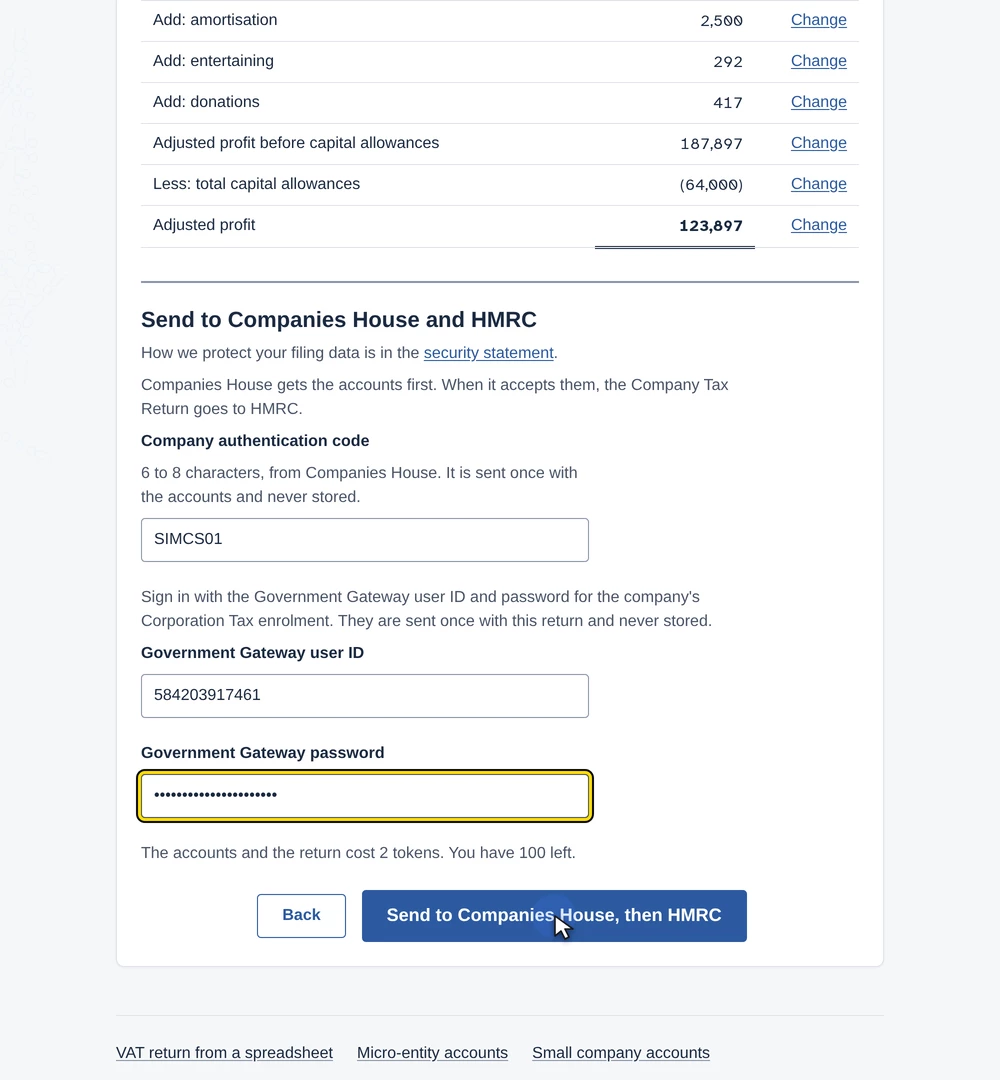 Add: amortisation 2,500 Change
Add: entertaining 292 Change
Add: donations 417 Change
Adjusted profit before capital allowances 187,897 Change
Less: total capital allowances (64,000) Change
Adjusted profit 123,897 Change
Send to Companies House and HMRC
How we protect your filing data is in the security statement.
Companies House gets the accounts first. When it accepts them, the Company Tax
Return goes to HMRC.
Company authentication code
6 to 8 characters, from Companies House. It is sent once with
the accounts and never stored.
SIMCS01
Sign in with the Government Gateway user ID and password for the company's
Corporation Tax enrolment. They are sent once with this return and never stored.
Government Gateway user ID
584203917461
Government Gateway password
••••••••••••••••••••••
The accounts and the return cost 2 tokens. You have 100 left.
Back Send to Companies House, then HMRC
VAT return from a spreadsheet Micro-entity accounts Small company accounts